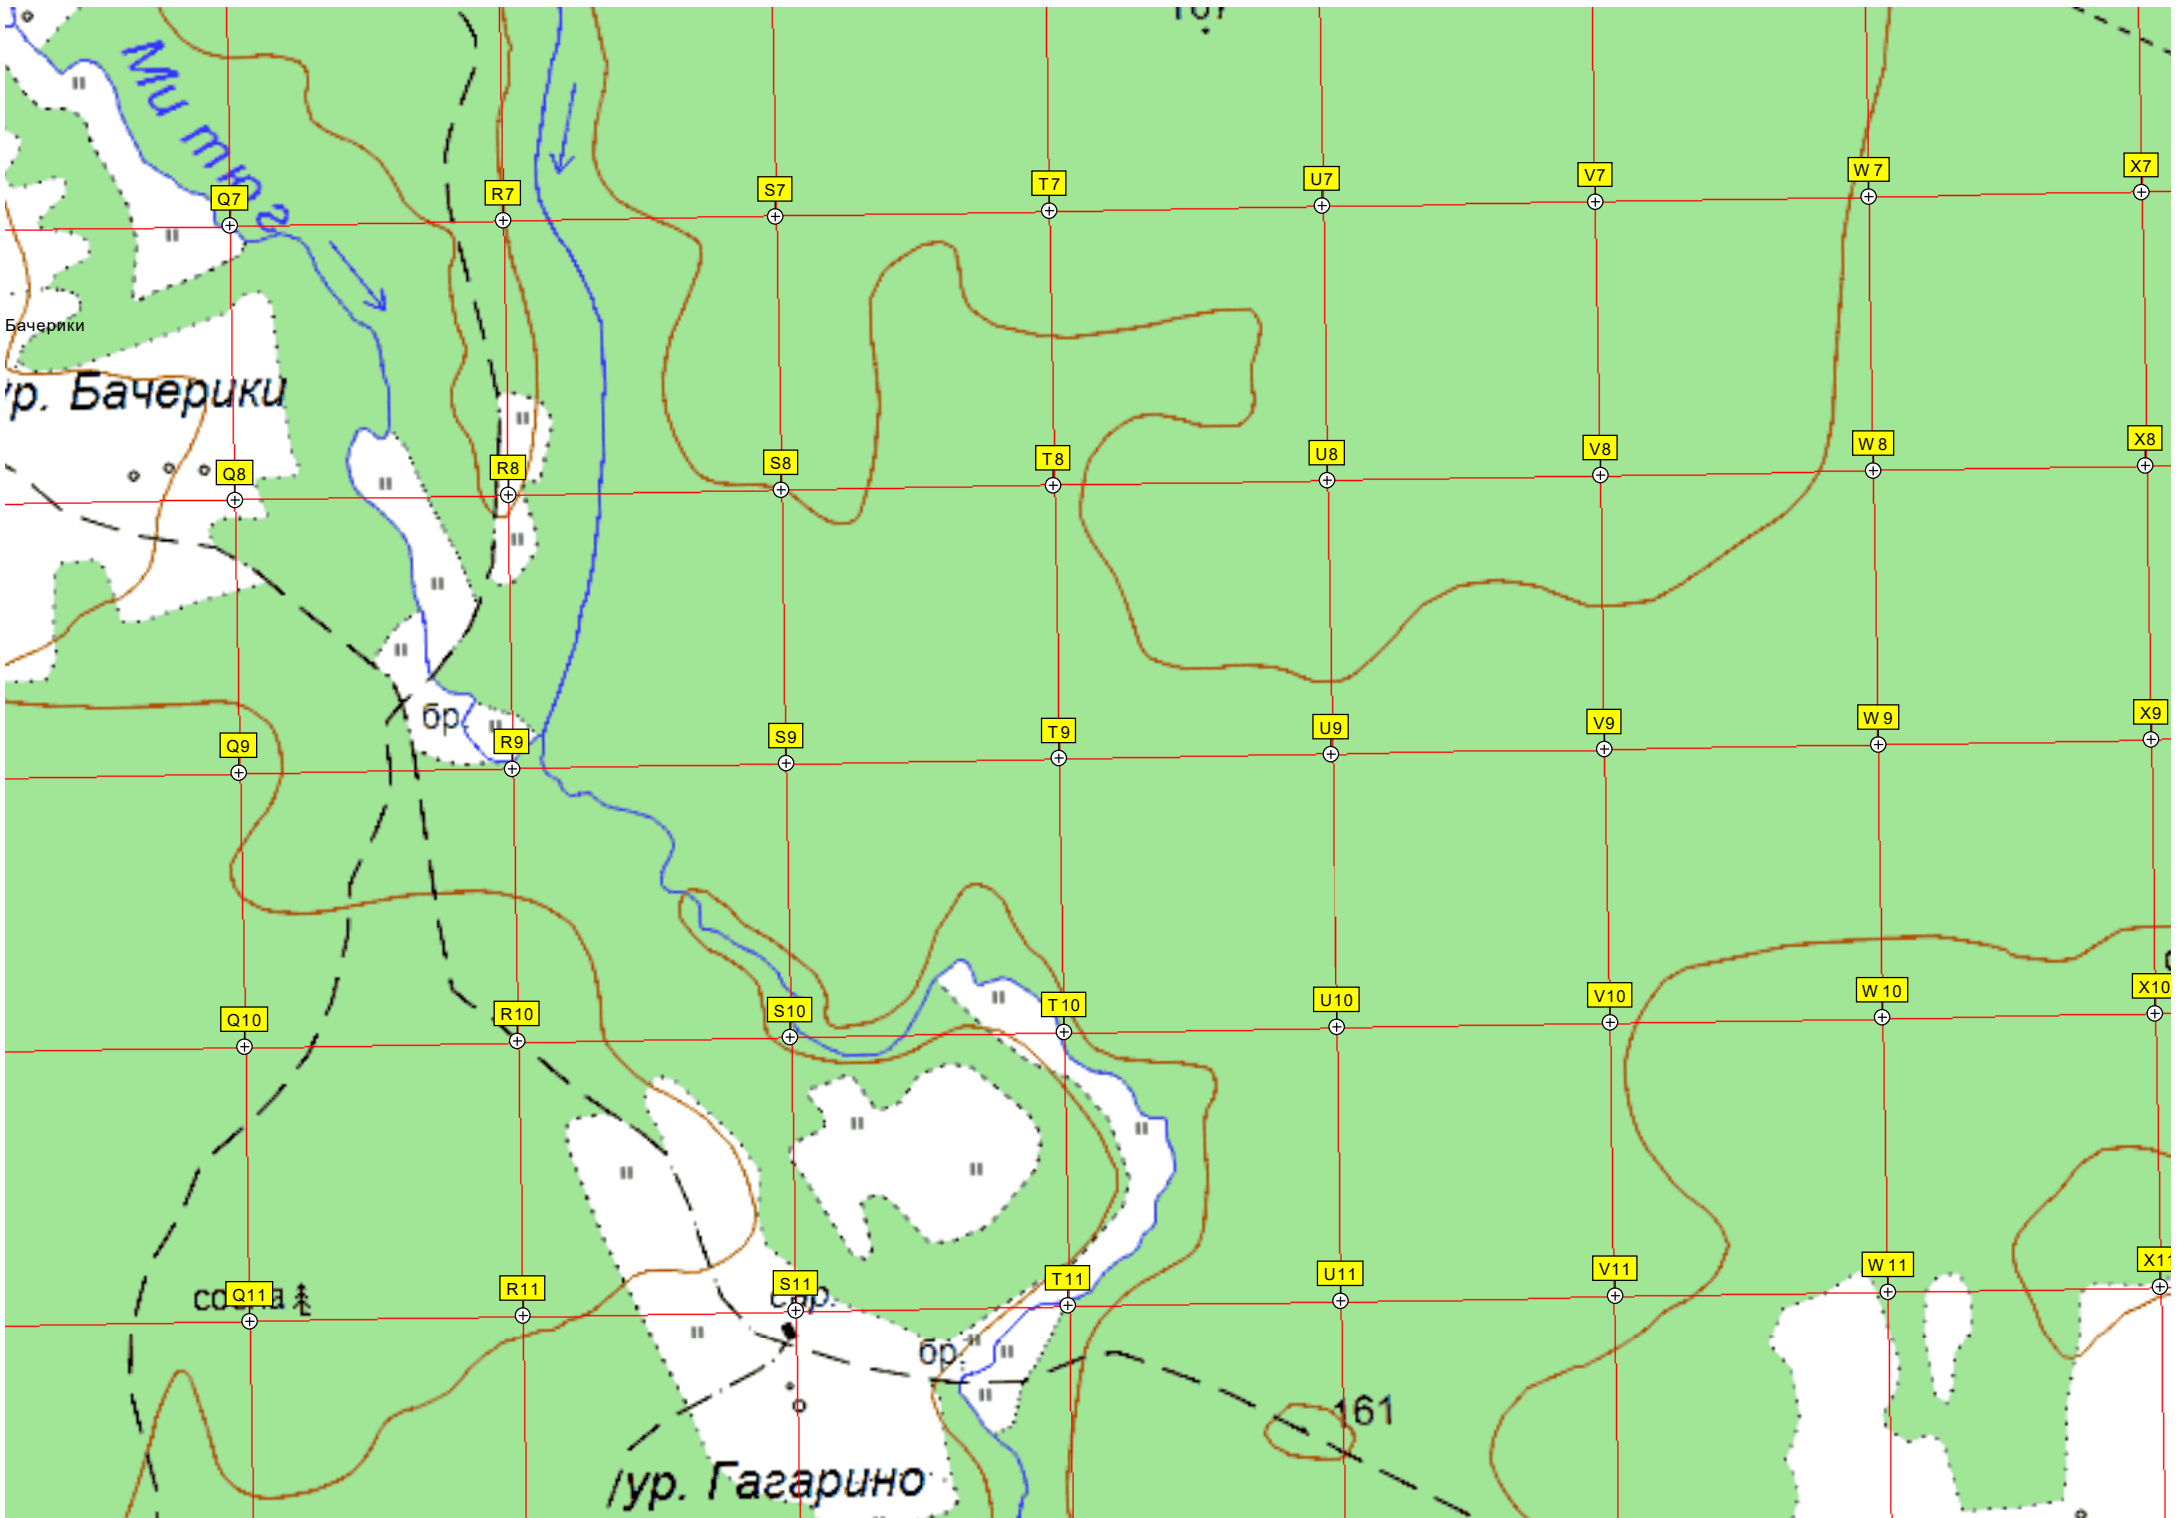 Митюг
Q7
R7
S7
T7
U7
V7
W7
X7
Бачерики
ур. Бачерики
Q8
R8
S8
T8
U8
V8
W8
X8
бр.
Q9
R9
S9
T9
U9
V9
W9
X9
Q10
R10
S10
T10
U10
V10
W10
X10
Q11
R11
S11
T11
U11
V11
W11
X11
бр.
161
ур. Гагарино